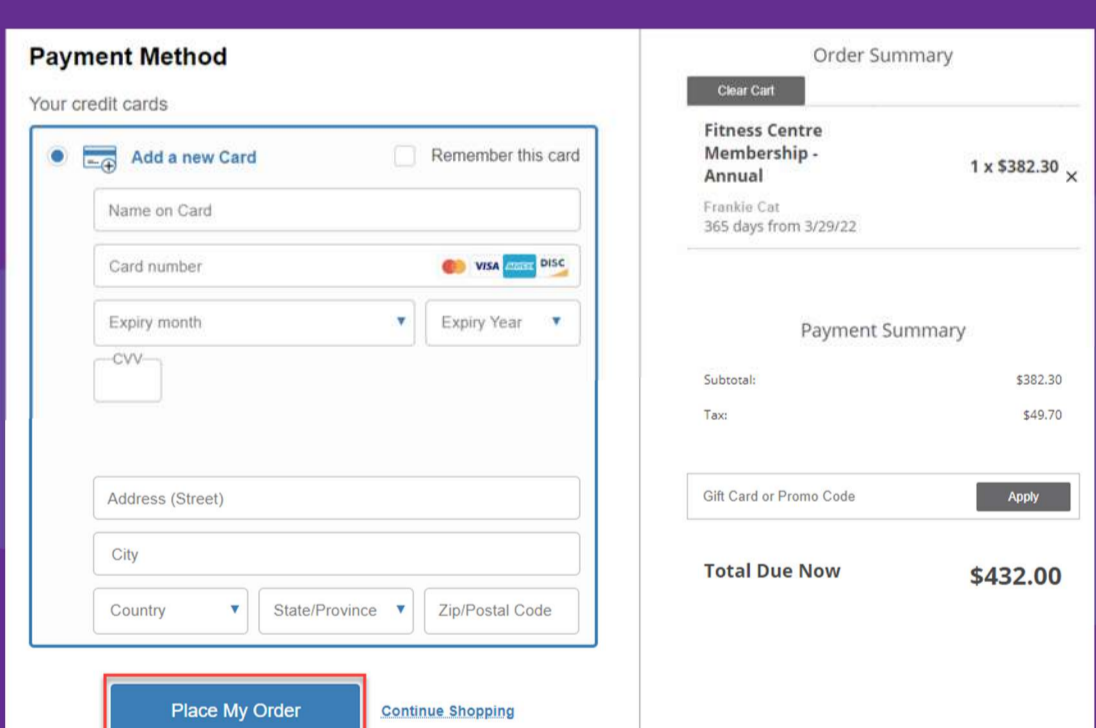 Payment Method
Your credit cards
Add a new Card
Remember this card
Name on Card
Card number
VISA
DISC
Expiry month
Expiry Year
CVV
Address (Street)
City
Country
State/Province
Zip/Postal Code
Place My Order
Continue Shopping
Order Summary
Clear Cart
Fitness Centre
Membership -
Annual
1 x $382.30
Frankie Cat
365 days from 3/29/22
Payment Summary
Subtotal: $382.30
Tax: $49.70
Gift Card or Promo Code
Apply
Total Due Now $432.00